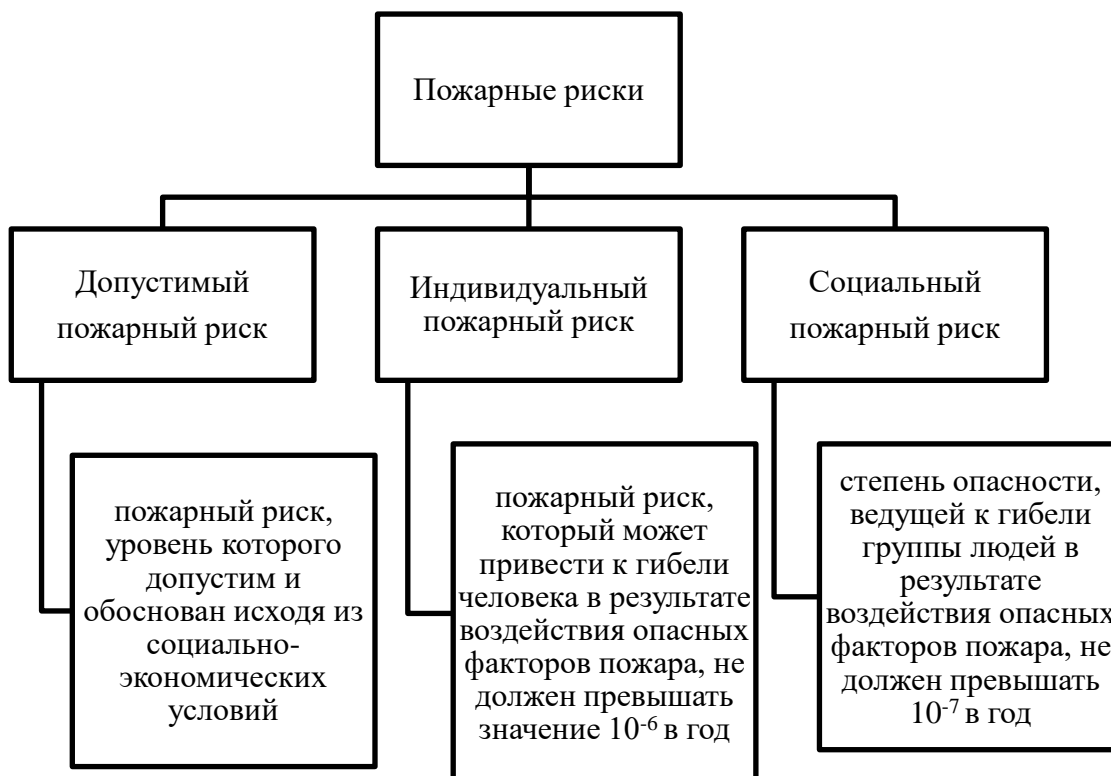 Пожарные риски
Допустимый
пожарный риск
Индивидуальный
пожарный риск
Социальный
пожарный риск
пожарный риск,
уровень которого
допустим и
обоснован исходя из
социально-
экономических
условий
пожарный риск,
который может
привести к гибели
человека в результате
воздействия опасных
факторов пожара, не
должен превышать
значение 10⁻⁶ в год
степень опасности,
ведущей к гибели
группы людей в
результате
воздействия опасных
факторов пожара, не
должен превышать
10⁻⁷ в год